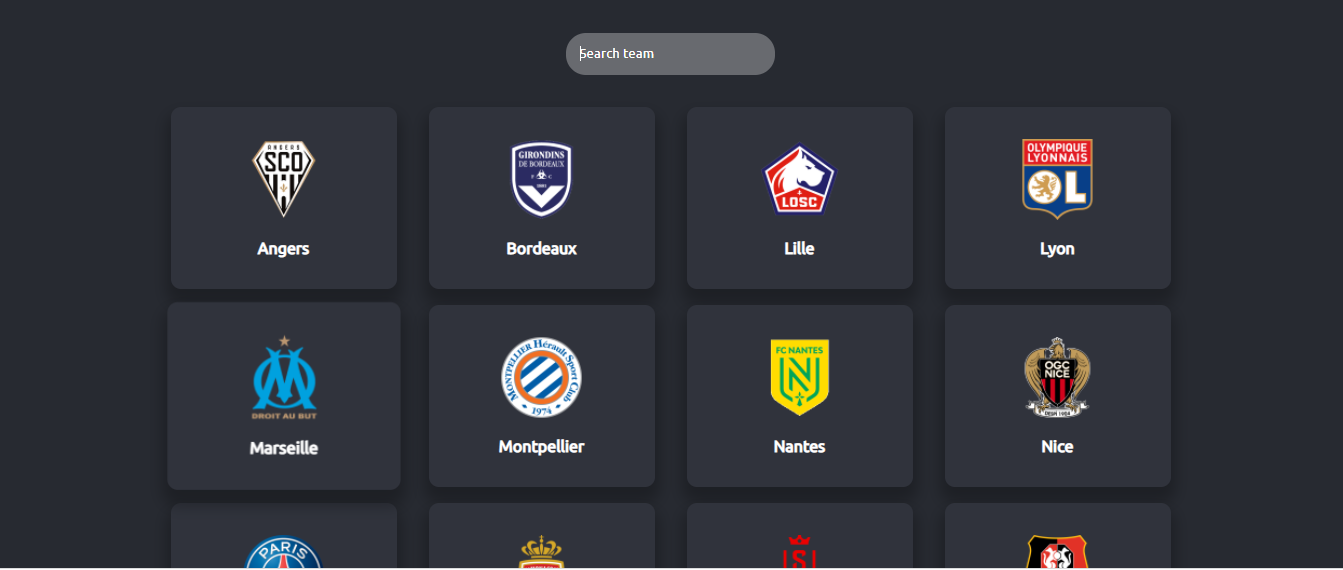 Search team
ANGERS
SCO
Angers
GIRONDINS
DE BORDEAUX
F C
1881
Bordeaux
LOSC
Lille
OLYMPIQUE
LYONNAIS
OL
Lyon
DROIT AU BUT
Marseille
MONTPELLIER Hérault Sport Club
1974
Montpellier
FC NANTES
N
Nantes
OGC
NICE
Nice
PARIS